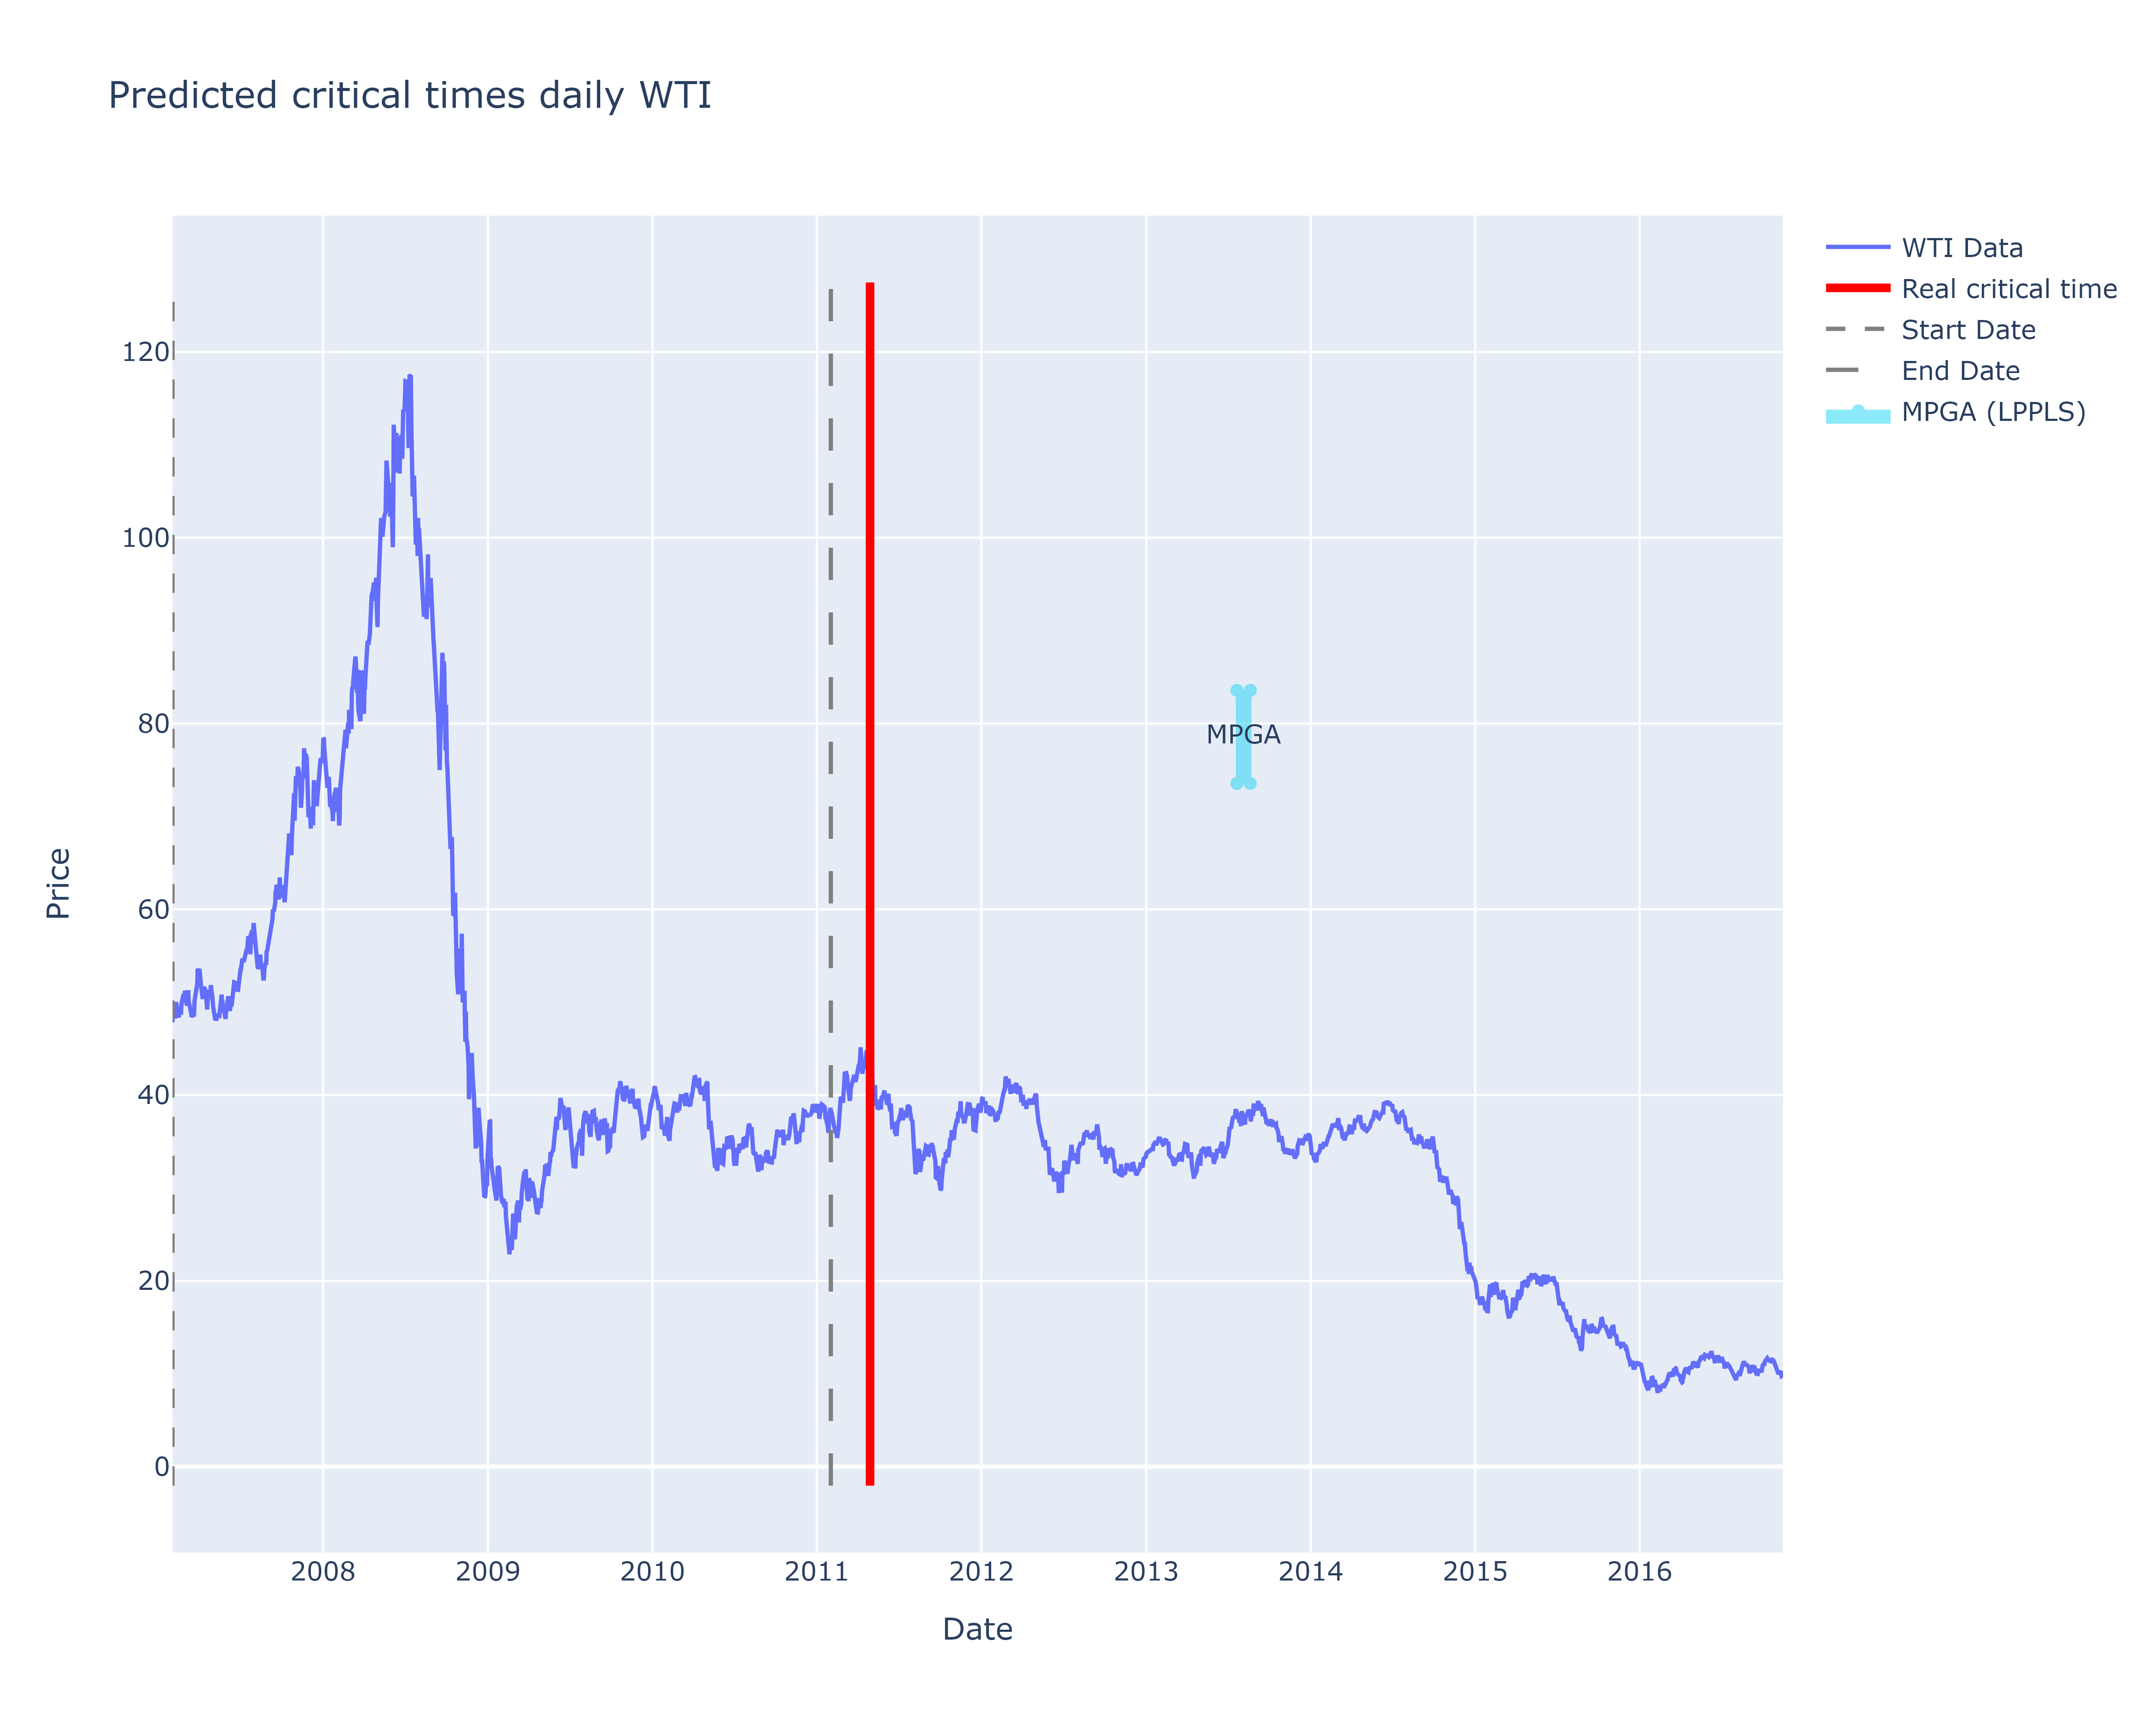 Predicted critical times daily WTI
WTI Data
Real critical time
Start Date
End Date
MPGA (LPPLS)
120
100
80
60
40
20
0
Price
MPGA
2008 2009 2010 2011 2012 2013 2014 2015 2016
Date